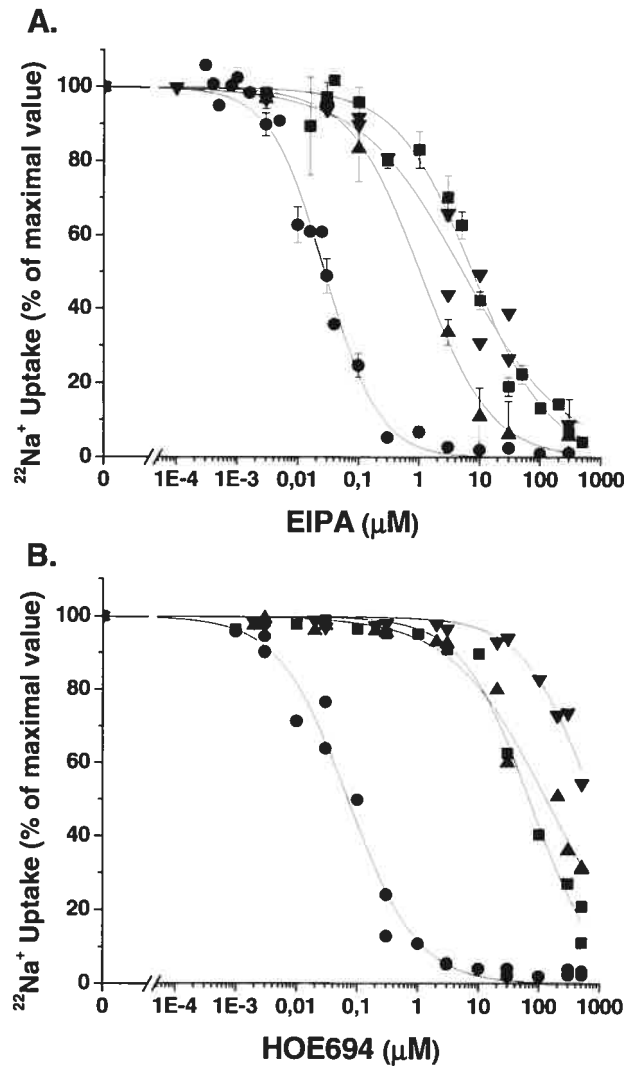 A.
100
80
60
40
20
0
²²Na⁺ Uptake (% of maximal value)
0 1E-4 1E-3 0,01 0,1 1 10 100 1000
EIPA (µM)
B.
100
80
60
40
20
0
²²Na⁺ Uptake (% of maximal value)
0 1E-4 1E-3 0,01 0,1 1 10 100 1000
HOE694 (µM)